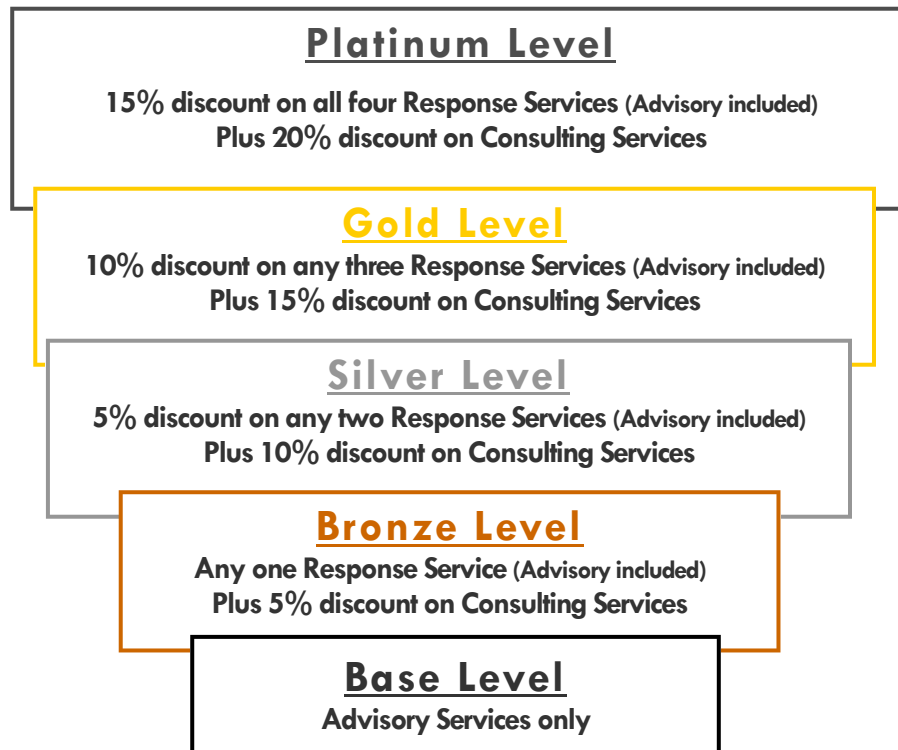 Platinum Level
15% discount on all four Response Services (Advisory included)
Plus 20% discount on Consulting Services
Gold Level
10% discount on any three Response Services (Advisory included)
Plus 15% discount on Consulting Services
Silver Level
5% discount on any two Response Services (Advisory included)
Plus 10% discount on Consulting Services
Bronze Level
Any one Response Service (Advisory included)
Plus 5% discount on Consulting Services
Base Level
Advisory Services only